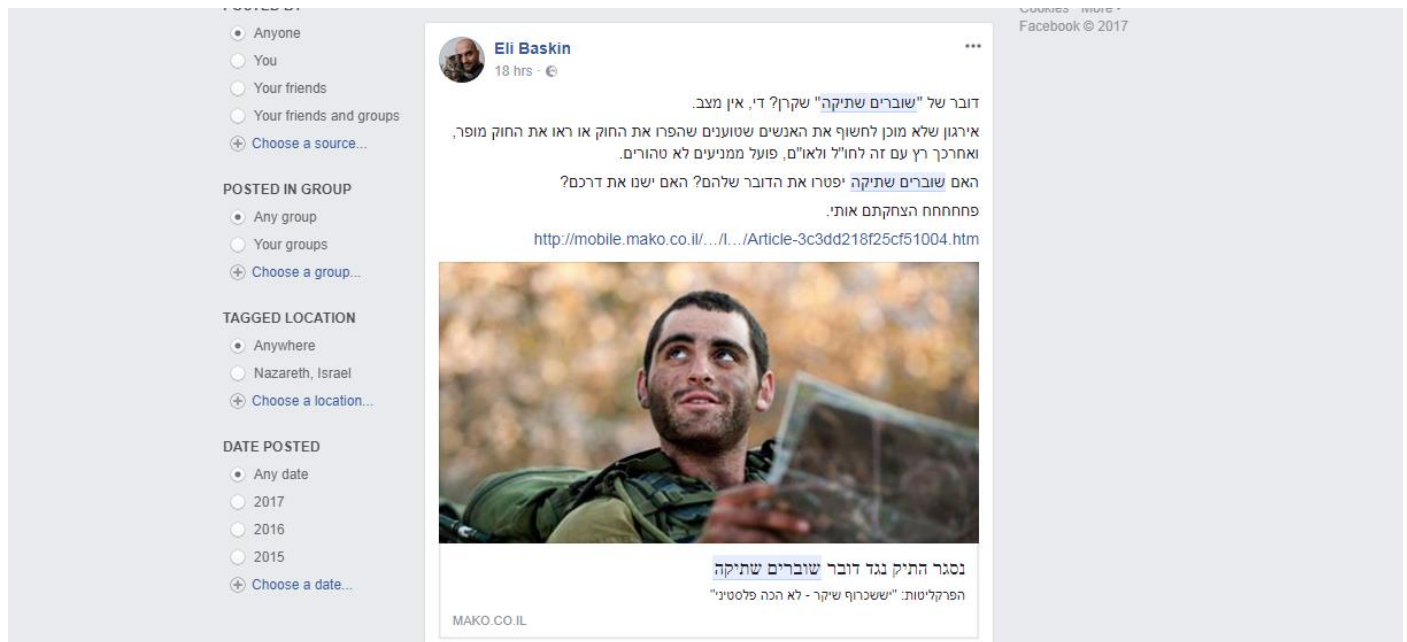 Anyone
You
Your friends
Your friends and groups
Choose a source...
POSTED IN GROUP
Any group
Your groups
Choose a group...
TAGGED LOCATION
Anywhere
Nazareth, Israel
Choose a location...
DATE POSTED
Any date
2017
2016
2015
Choose a date...
Eli Baskin
18 hrs ·
דובר של "שוברים שתיקה" שקרן? די, אין מצב.
אירגון שלא מוכן לחשוף את האנשים שטוענים שהפרו את החוק או ראו את החוק מופר,
ואחרכך רץ עם זה לחו"ל ולאו"ם, פועל ממניעים לא טהורים.
האם שוברים שתיקה יפטרו את הדובר שלהם? האם ישנו את דרכם?
פחחחחח הצחקתם אותי.
http://mobile.mako.co.il/…/l…/Article-3c3dd218f25cf51004.htm
נסגר התיק נגד דובר שוברים שתיקה
הפרקליטות: "יששכרוף שיקר - לא הכה פלסטיני"
MAKO.CO.IL
Cookies · More
Facebook © 2017